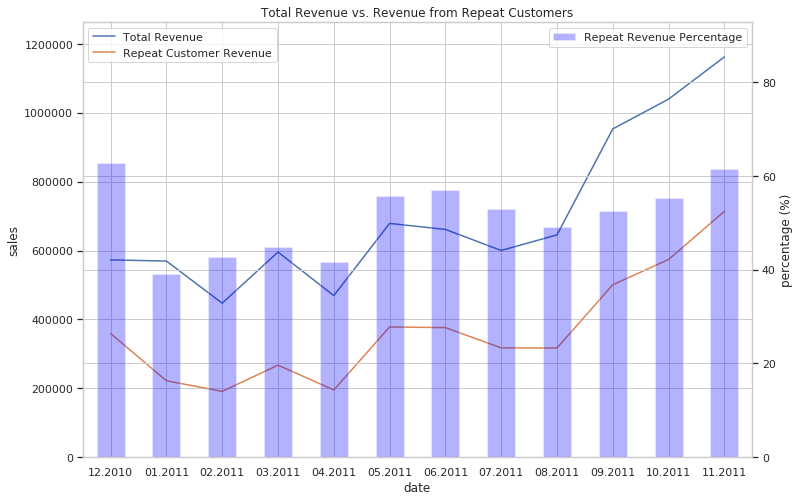 Total Revenue vs. Revenue from Repeat Customers
Total Revenue
Repeat Customer Revenue
Repeat Revenue Percentage
1200000
1000000
800000
600000
400000
200000
0
sales
80
60
40
20
0
percentage (%)
12.2010 01.2011 02.2011 03.2011 04.2011 05.2011 06.2011 07.2011 08.2011 09.2011 10.2011 11.2011
date